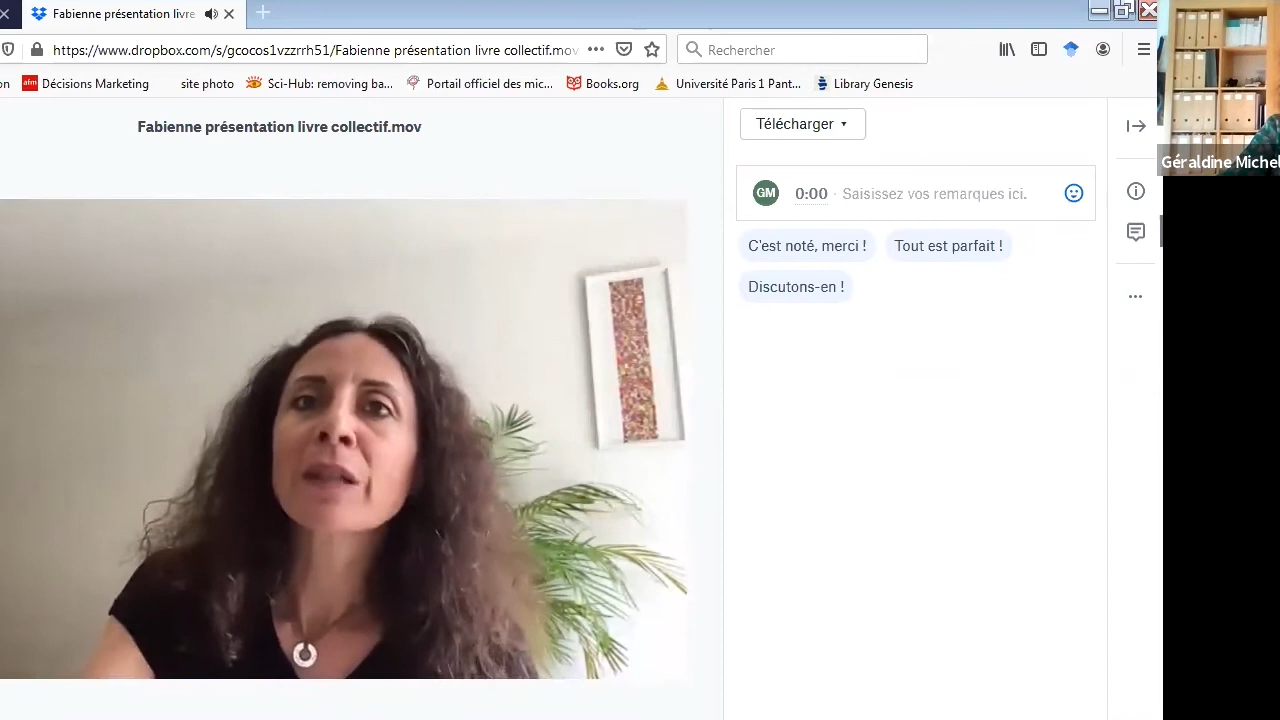 Fabienne présentation livre
https://www.dropbox.com/s/gcocos1vzzrrh51/Fabienne présentation livre collectif.mov
Rechercher
on afm Décisions Marketing site photo Sci-Hub: removing ba... Portail officiel des mic... Books.org Université Paris 1 Pant... Library Genesis
Fabienne présentation livre collectif.mov
Télécharger
GM 0:00 · Saisissez vos remarques ici.
C'est noté, merci ! Tout est parfait !
Discutons-en !
Géraldine Michel